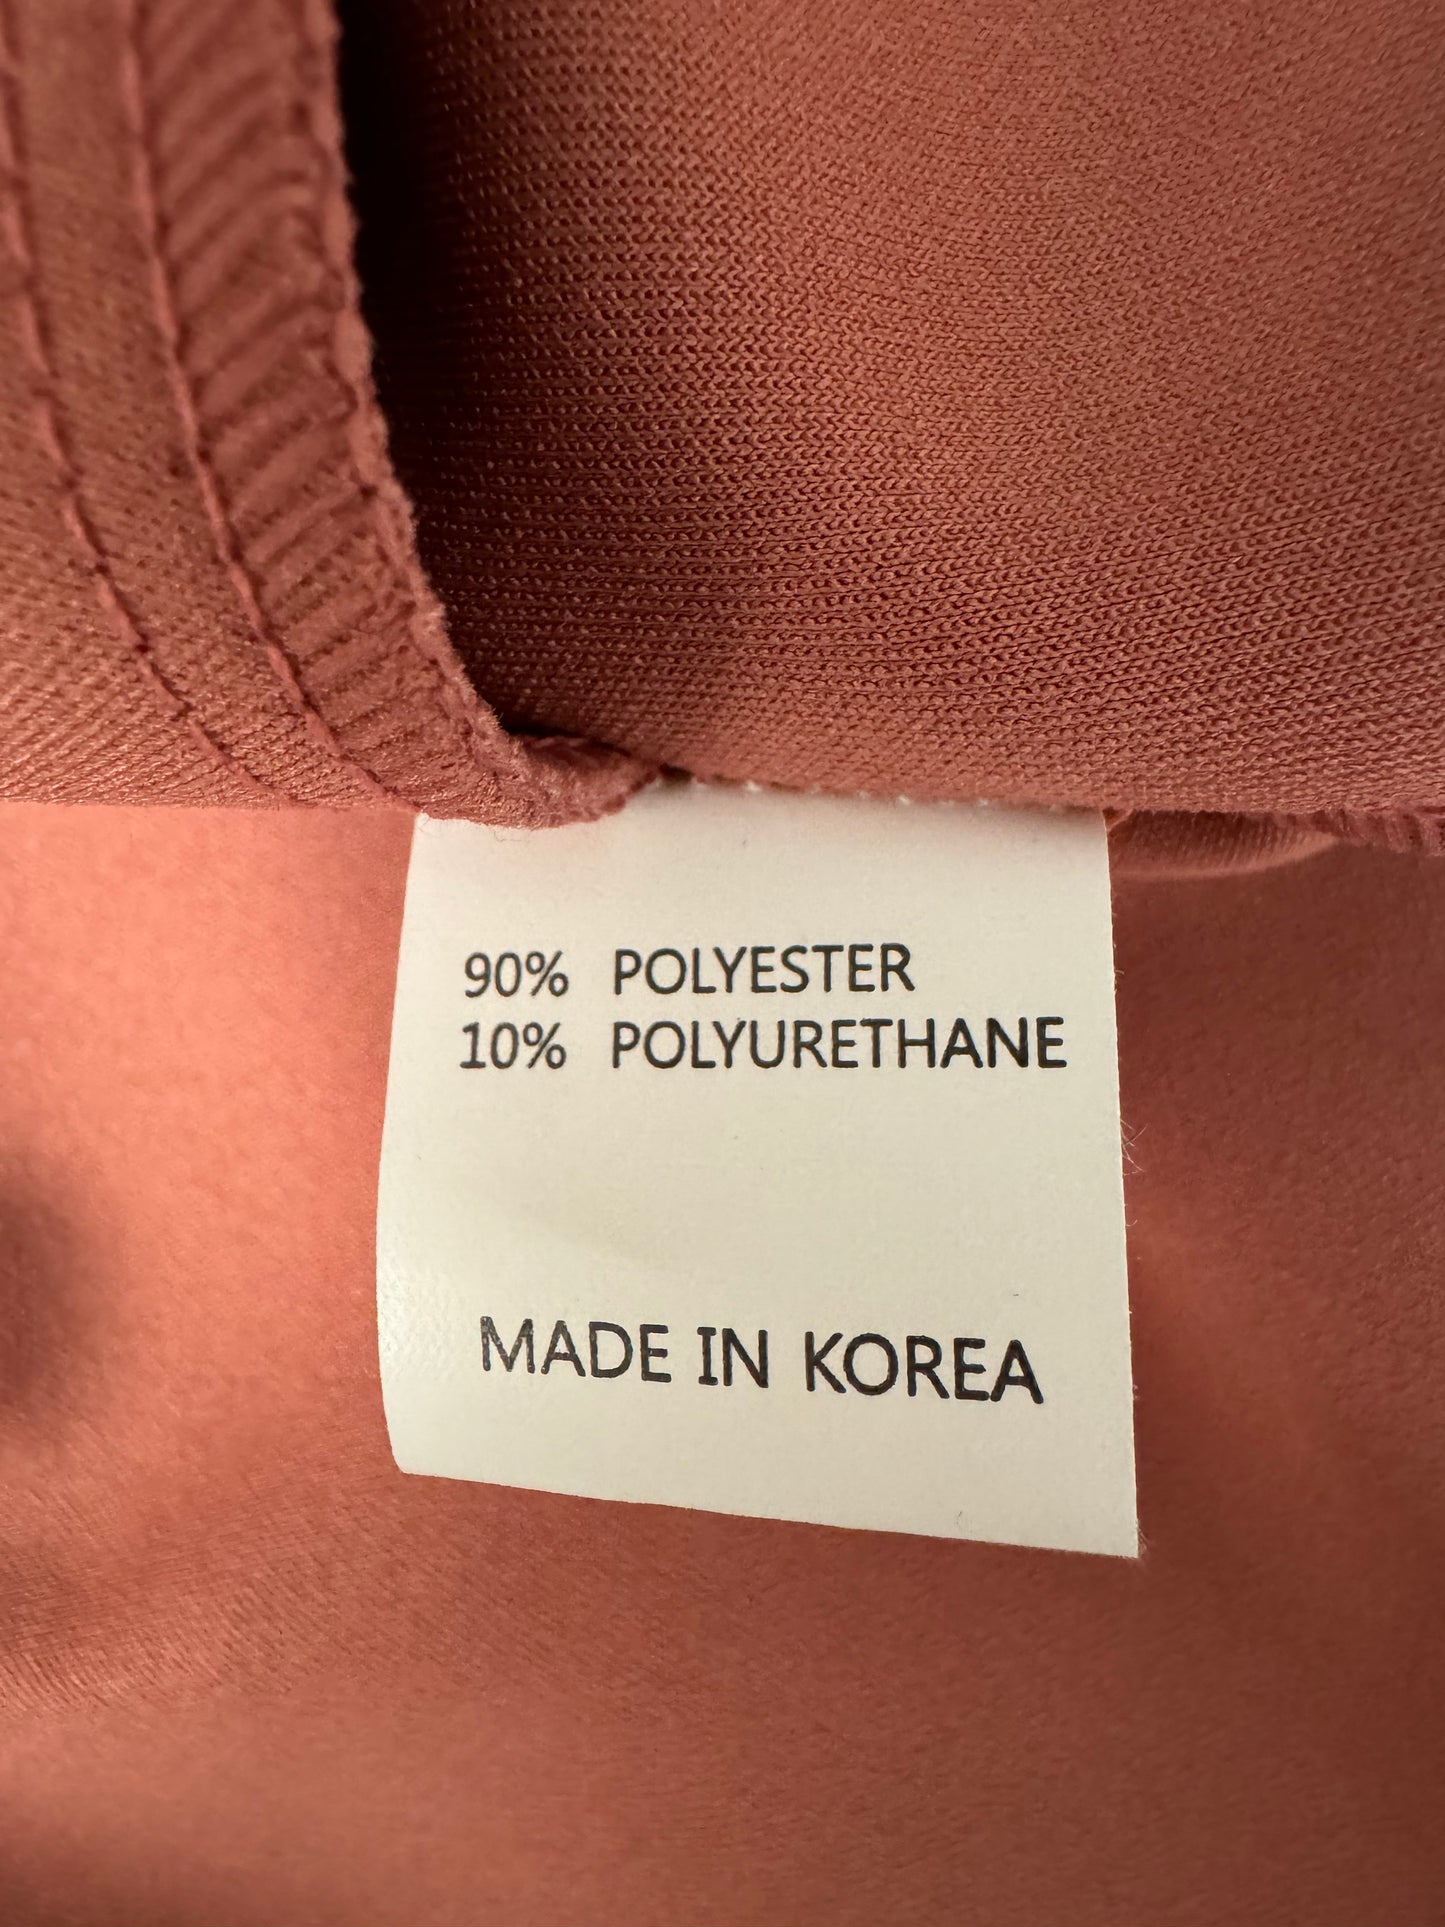 90% POLYESTER
10% POLYURETHANE
MADE IN KOREA